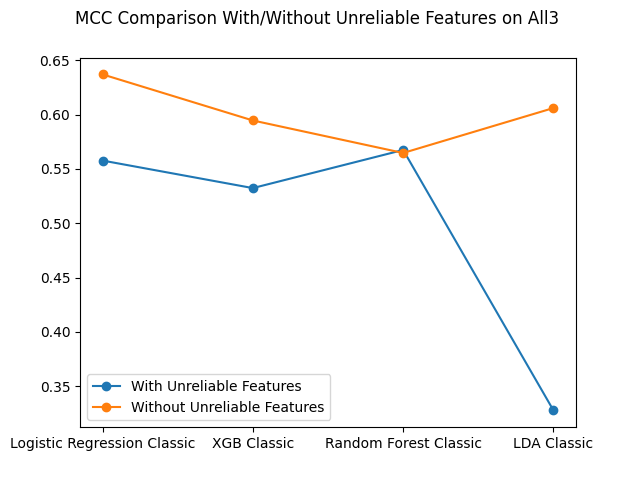 MCC Comparison With/Without Unreliable Features on All3
0.65
0.60
0.55
0.50
0.45
0.40
0.35
With Unreliable Features
Without Unreliable Features
Logistic Regression Classic XGB Classic Random Forest Classic LDA Classic